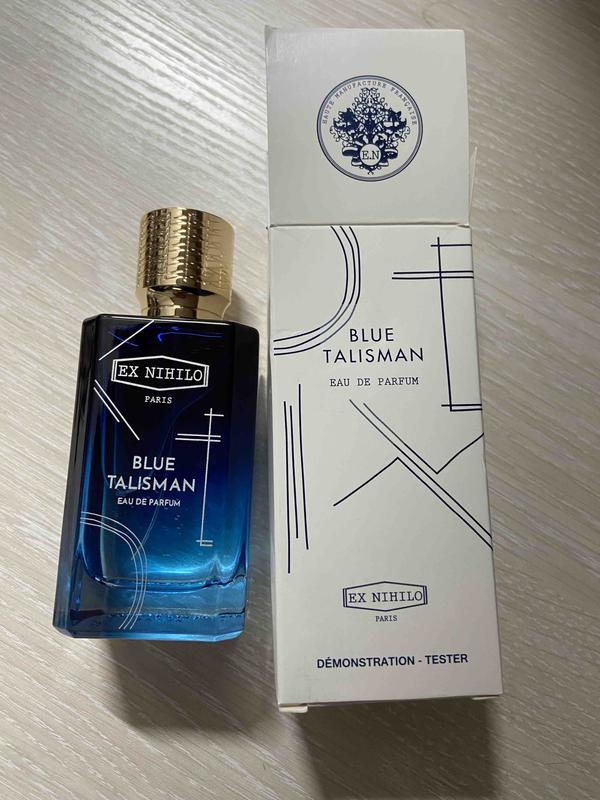 HAUTE MANUFACTURE FRANÇAISE
E.N
BLUE
TALISMAN
EAU DE PARFUM
EX NIHILO
PARIS
DÉMONSTRATION - TESTER
EX NIHILO
PARIS
BLUE
TALISMAN
EAU DE PARFUM